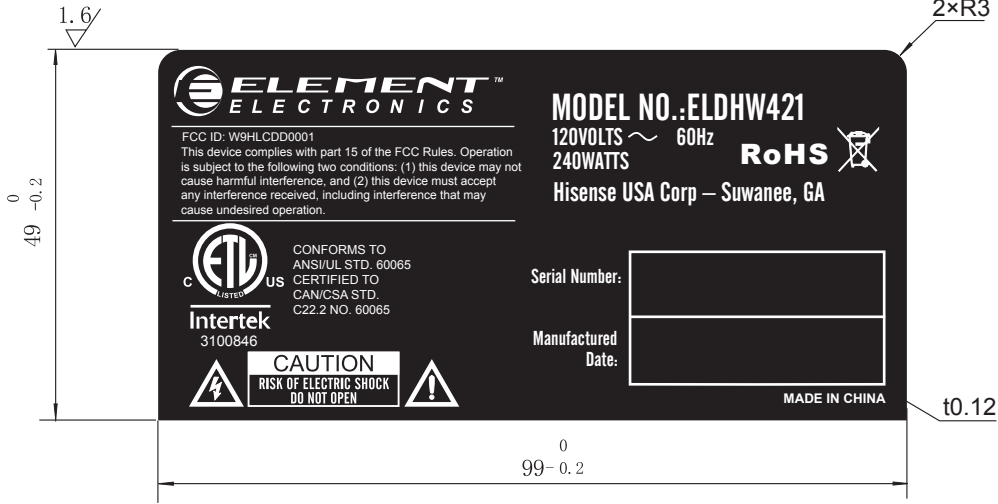 1.6
2×R3
ELEMENT™
ELECTRONICS
FCC ID: W9HLCDD0001
This device complies with part 15 of the FCC Rules. Operation
is subject to the following two conditions: (1) this device may not
cause harmful interference, and (2) this device must accept
any interference received, including interference that may
cause undesired operation.
MODEL NO.:ELDHW421
120VOLTS ～ 60Hz
240WATTS
RoHS
Hisense USA Corp – Suwanee, GA
C ETL CM US
LISTED
Intertek
3100846
CONFORMS TO
ANSI/UL STD. 60065
CERTIFIED TO
CAN/CSA STD.
C22.2 NO. 60065
CAUTION
RISK OF ELECTRIC SHOCK
DO NOT OPEN
Serial Number:
Manufactured
Date:
MADE IN CHINA
t0.12
0
49 -0.2
0
99-0.2